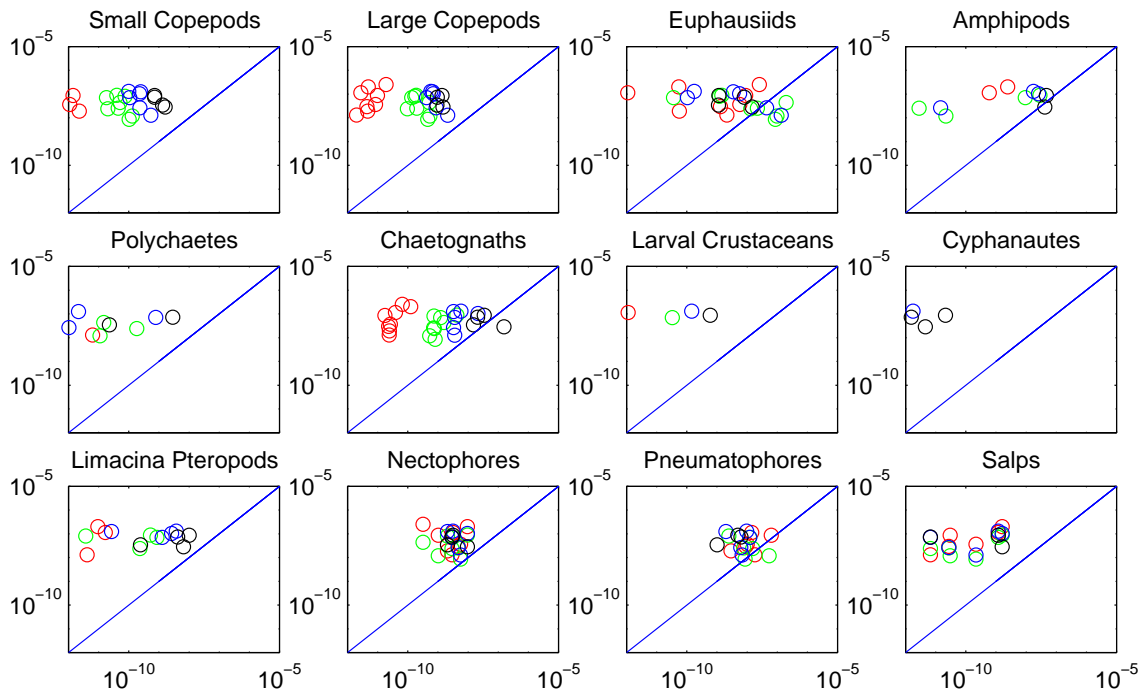 Small Copepods Large Copepods Euphausiids Amphipods
10⁻⁵ 10⁻⁵ 10⁻⁵ 10⁻⁵
10⁻¹⁰ 10⁻¹⁰ 10⁻¹⁰ 10⁻¹⁰
Polychaetes Chaetognaths Larval Crustaceans Cyphanautes
10⁻⁵ 10⁻⁵ 10⁻⁵ 10⁻⁵
10⁻¹⁰ 10⁻¹⁰ 10⁻¹⁰ 10⁻¹⁰
Limacina Pteropods Nectophores Pneumatophores Salps
10⁻⁵ 10⁻⁵ 10⁻⁵ 10⁻⁵
10⁻¹⁰ 10⁻¹⁰ 10⁻¹⁰ 10⁻¹⁰
10⁻¹⁰ 10⁻⁵ 10⁻¹⁰ 10⁻⁵ 10⁻¹⁰ 10⁻⁵ 10⁻¹⁰ 10⁻⁵